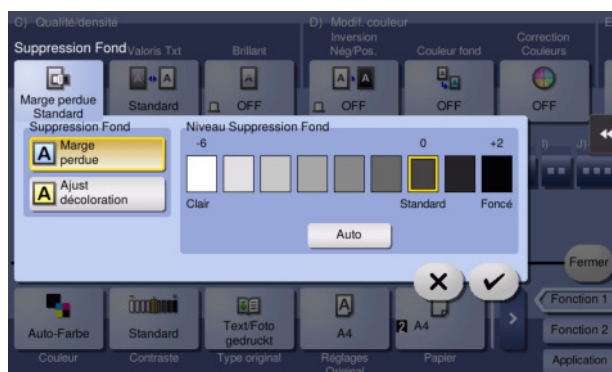 C) Qualité/densité
D) Modif. couleur
E
Suppression Fond
Valoris Txt
Brillant
Inversion
Nég/Pos.
Couleur fond
Correction
Couleurs
Marge perdue
Standard
A A
Standard
A
OFF
A A
OFF
A
OFF
OFF
Suppression
Fond
A Marge
perdue
A Ajust
décoloration
Niveau Suppression Fond
-6
0
+2
Clair
Standard
Foncé
Auto
I)
J)
Fermer
Auto-Farbe
Standard
Text/Foto
gedruckt
A
A4
2 A4
Fonction 1
Fonction 2
Couleur
Contraste
Type original
Réglages
Original
Papier
Application